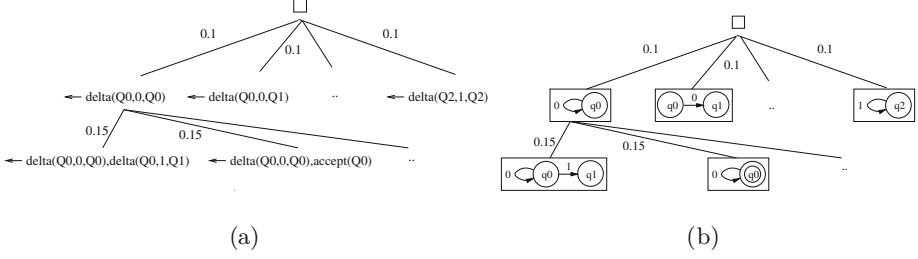 0.1
0.1
0.1
← delta(Q0,0,Q0)
← delta(Q0,0,Q1)
..
← delta(Q2,1,Q2)
0.15
0.15
← delta(Q0,0,Q0),delta(Q0,1,Q1)
← delta(Q0,0,Q0),accept(Q0)
..
(a)
0.1
0.1
0.1
0 q0
q0 0 q1
..
1 q2
0.15
0.15
0 q0 1 q1
0 q0
..
(b)